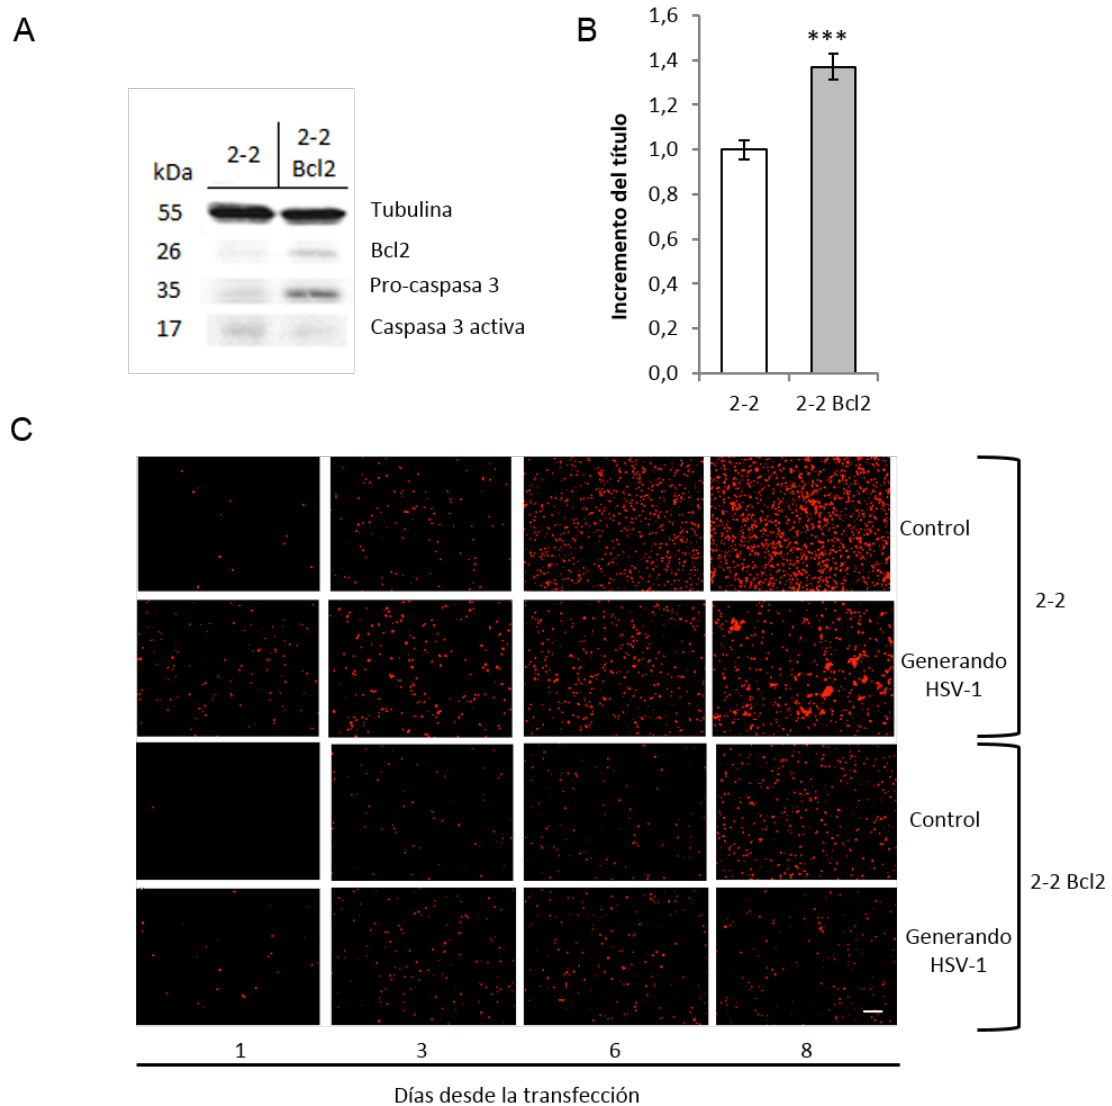 A
kDa
2-2
2-2
Bcl2
55
Tubulina
26
Bcl2
35
Pro-caspasa 3
17
Caspasa 3 activa
B
Incremento del título
1,6
1,4
1,2
1,0
0,8
0,6
0,4
0,2
0,0
***
2-2
2-2 Bcl2
C
Control
Generando
HSV-1
2-2
Control
Generando
HSV-1
2-2 Bcl2
1
3
6
8
Días desde la transfección